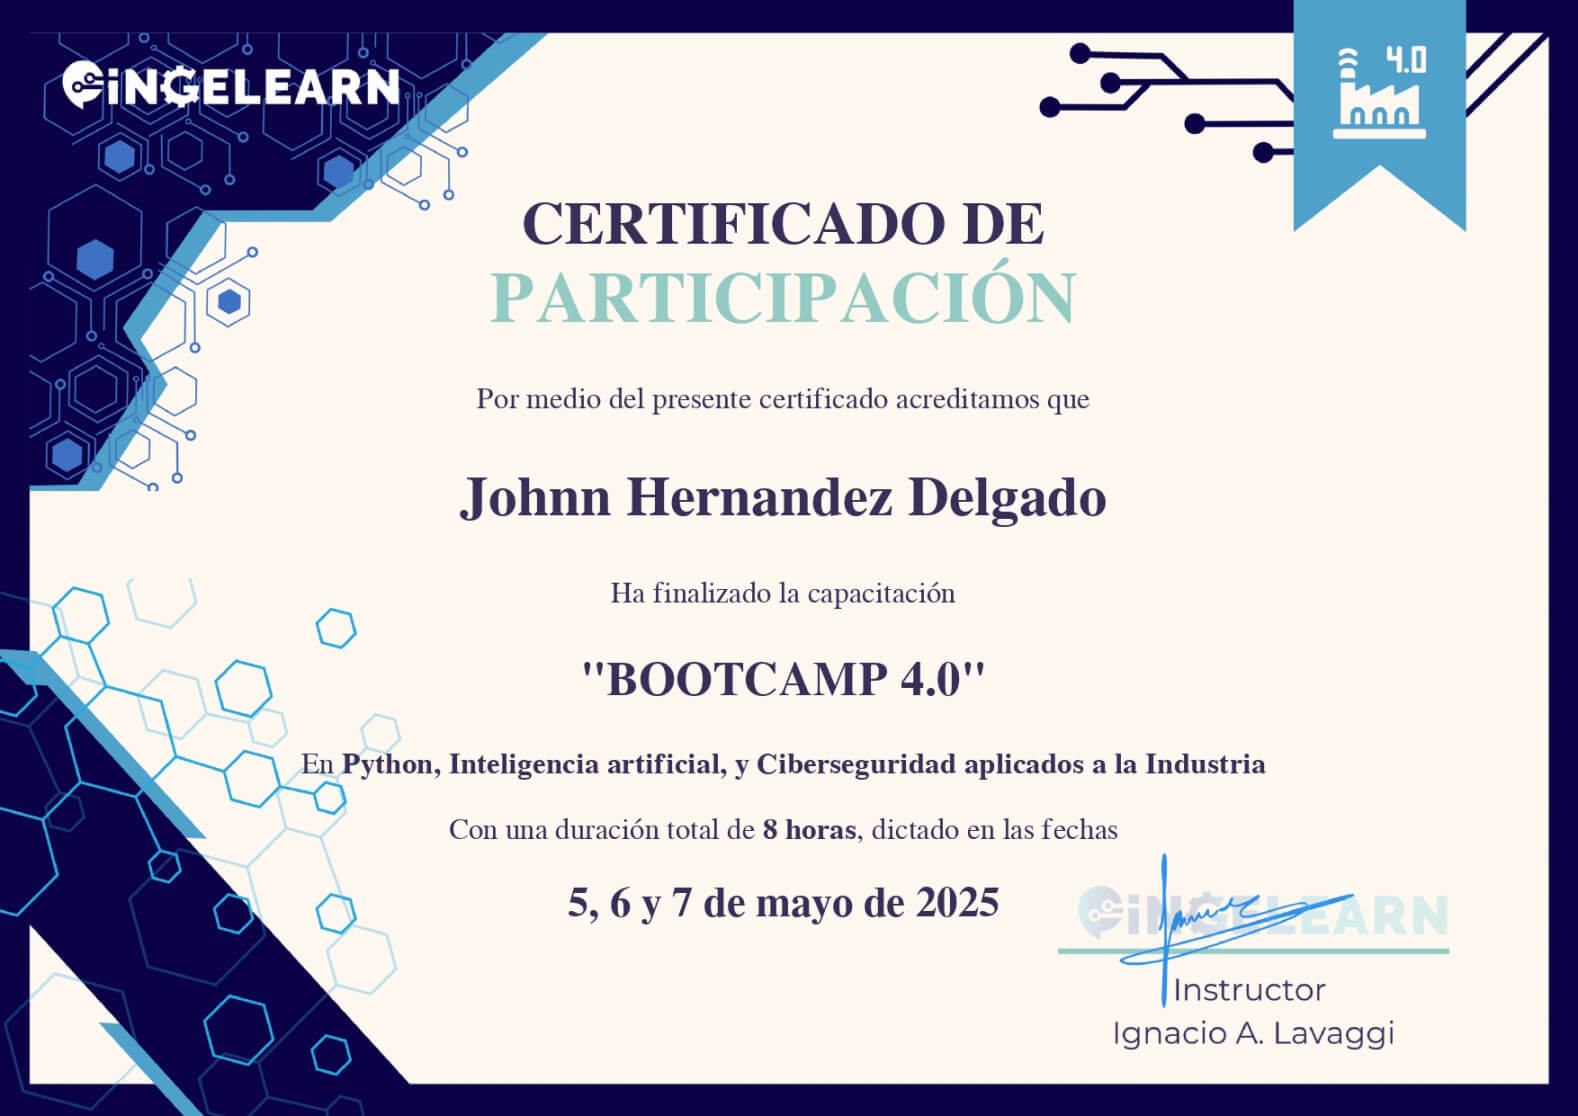 iNGELEARN
4.0
CERTIFICADO DE
PARTICIPACIÓN
Por medio del presente certificado acreditamos que
Johnn Hernandez Delgado
Ha finalizado la capacitación
"BOOTCAMP 4.0"
En Python, Inteligencia artificial, y Ciberseguridad aplicados a la Industria
Con una duración total de 8 horas, dictado en las fechas
5, 6 y 7 de mayo de 2025
iNGELEARN
Instructor
Ignacio A. Lavaggi